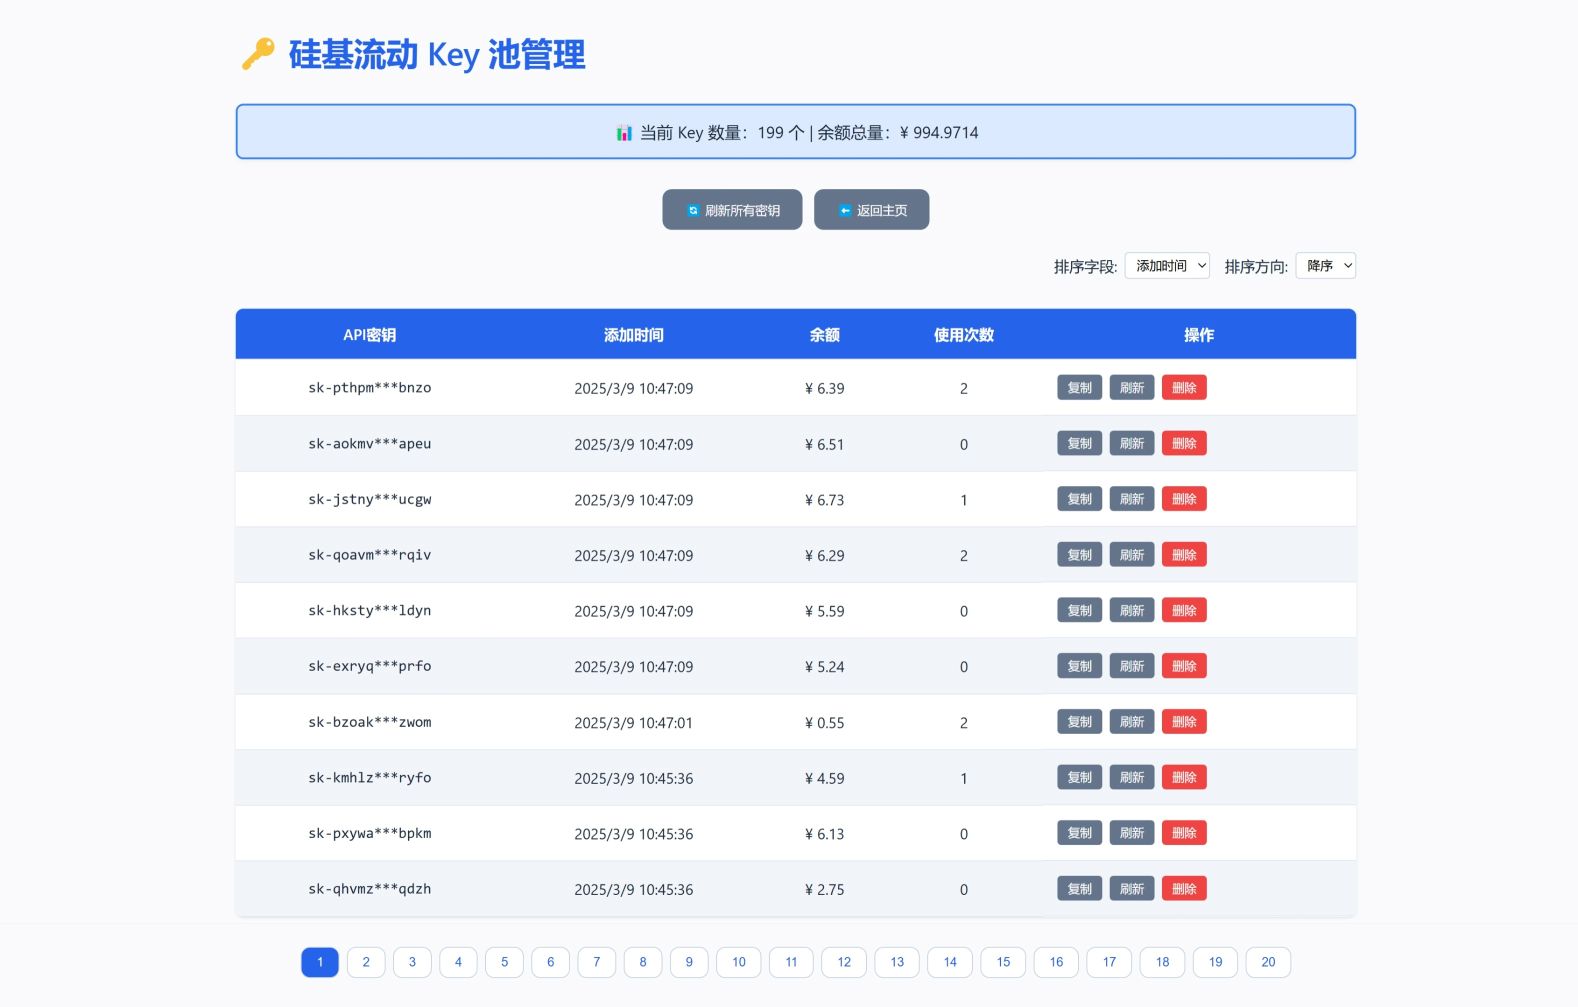 🔑 硅基流动 Key 池管理
📊 当前 Key 数量：199 个 | 余额总量：¥ 994.9714
🔄 刷新所有密钥 ⬅️ 返回主页
排序字段: 添加时间 排序方向: 降序
API密钥 添加时间 余额 使用次数 操作
sk-pthpm***bnzo 2025/3/9 10:47:09 ¥ 6.39 2 复制 刷新 删除
sk-aokmv***apeu 2025/3/9 10:47:09 ¥ 6.51 0 复制 刷新 删除
sk-jstny***ucgw 2025/3/9 10:47:09 ¥ 6.73 1 复制 刷新 删除
sk-qoavm***rqiv 2025/3/9 10:47:09 ¥ 6.29 2 复制 刷新 删除
sk-hksty***ldyn 2025/3/9 10:47:09 ¥ 5.59 0 复制 刷新 删除
sk-exryq***prfo 2025/3/9 10:47:09 ¥ 5.24 0 复制 刷新 删除
sk-bzoak***zwom 2025/3/9 10:47:01 ¥ 0.55 2 复制 刷新 删除
sk-kmhlz***ryfo 2025/3/9 10:45:36 ¥ 4.59 1 复制 刷新 删除
sk-pxywa***bpkm 2025/3/9 10:45:36 ¥ 6.13 0 复制 刷新 删除
sk-qhvmz***qdzh 2025/3/9 10:45:36 ¥ 2.75 0 复制 刷新 删除
1 2 3 4 5 6 7 8 9 10 11 12 13 14 15 16 17 18 19 20